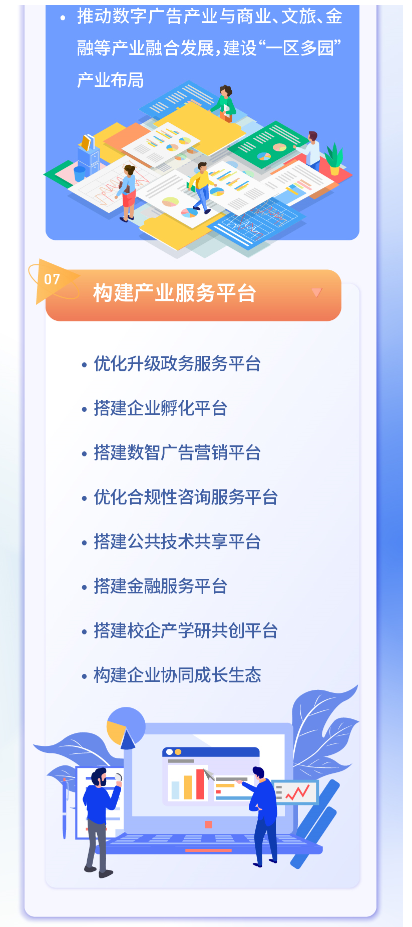 • 推动数字广告产业与商业、文旅、金
融等产业融合发展,建设“一区多园”
产业布局
07
构建产业服务平台
• 优化升级政务服务平台
• 搭建企业孵化平台
• 搭建数智广告营销平台
• 优化合规性咨询服务平台
• 搭建公共技术共享平台
• 搭建金融服务平台
• 搭建校企产学研共创平台
• 构建企业协同成长生态